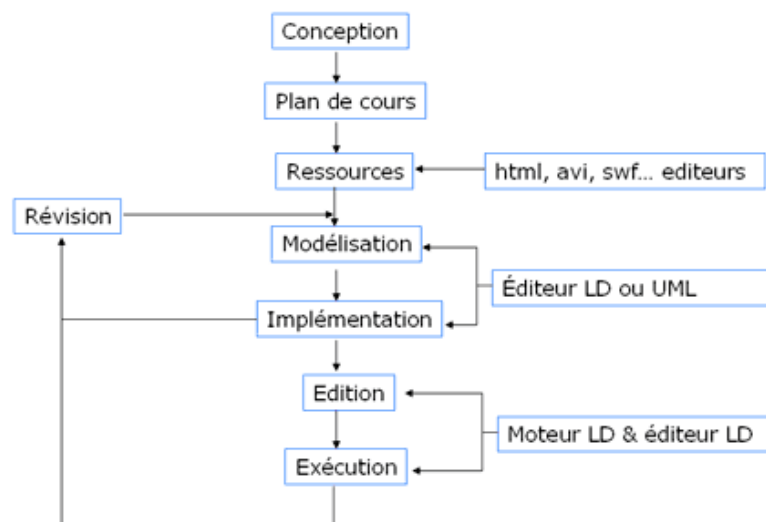 Conception
Plan de cours
Ressources
html, avi, swf... editeurs
Révision
Modélisation
Éditeur LD ou UML
Implémentation
Edition
Moteur LD & éditeur LD
Exécution